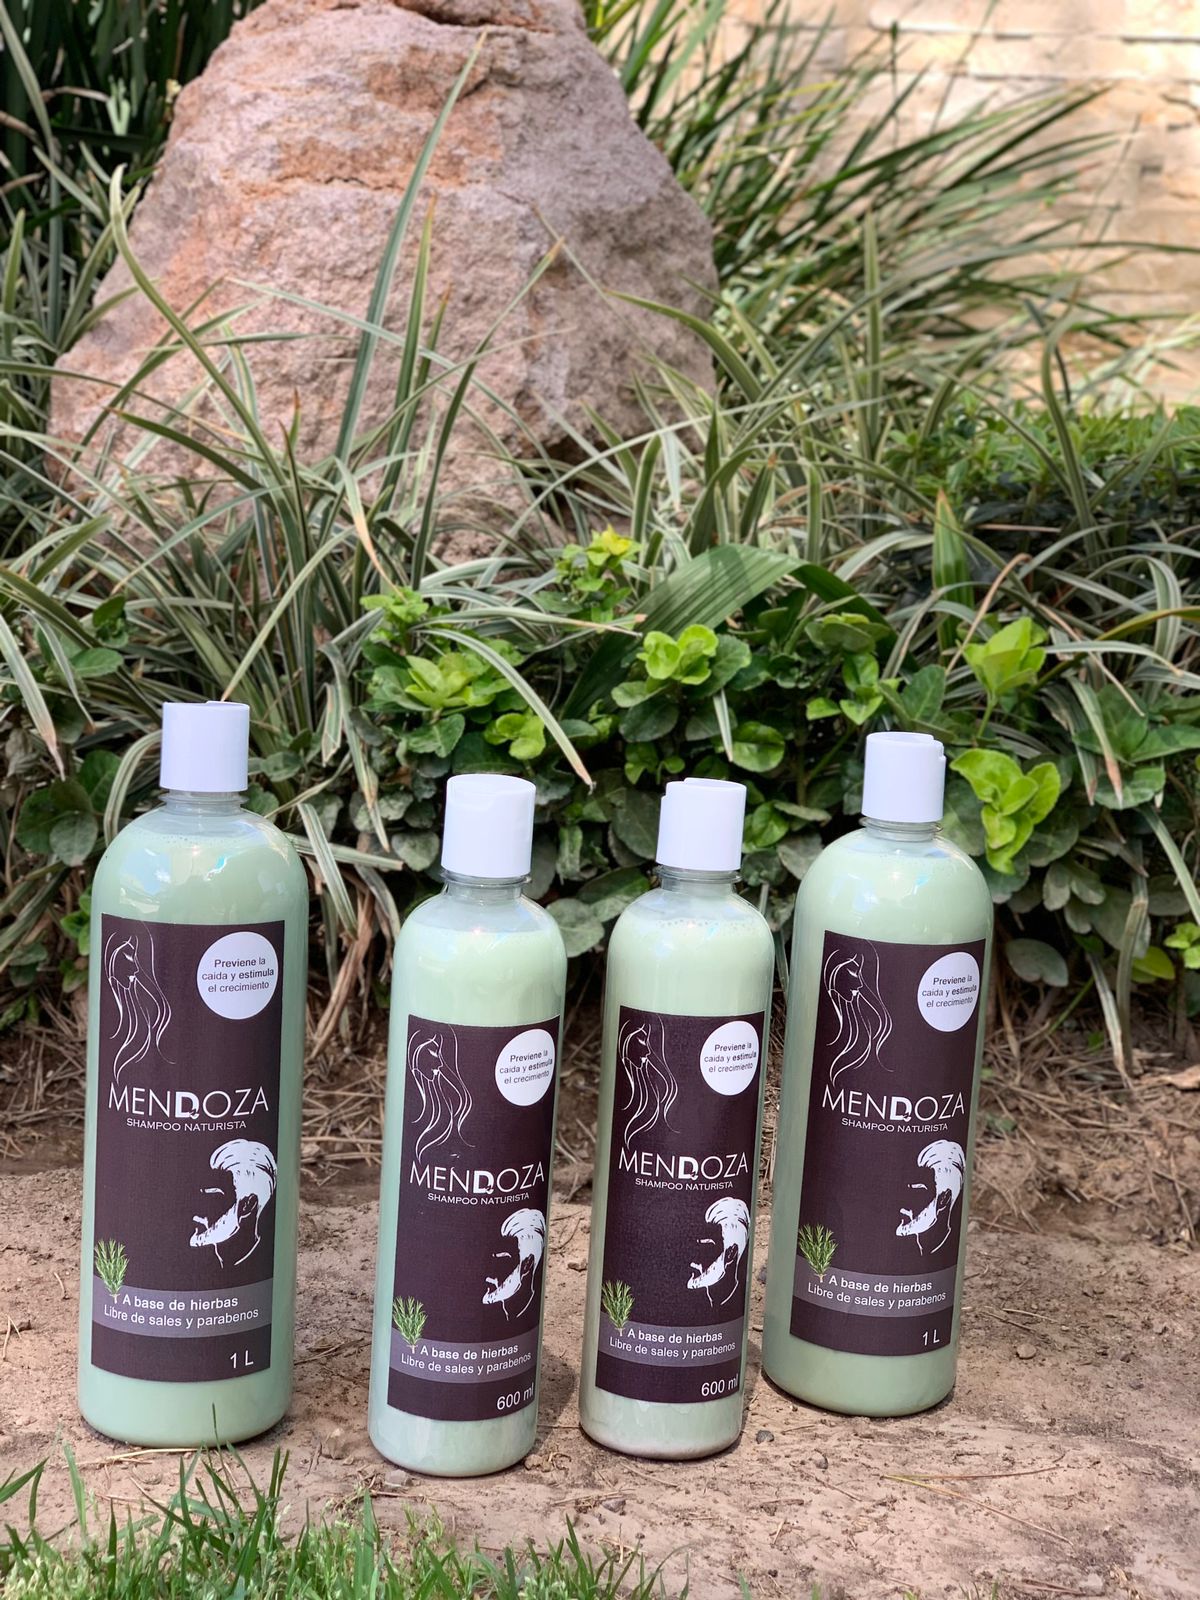 Previene la
caida y estimula
el crecimiento
MENDOZA
SHAMPOO NATURISTA
A base de hierbas
Libre de sales y parabenos
1 L
Previene la
caida y estimula
el crecimiento
MENDOZA
SHAMPOO NATURISTA
A base de hierbas
Libre de sales y parabenos
600 ml
Previene la
caida y estimula
el crecimiento
MENDOZA
SHAMPOO NATURISTA
A base de hierbas
Libre de sales y parabenos
600 ml
Previene la
caida y estimula
el crecimiento
MENDOZA
SHAMPOO NATURISTA
A base de hierbas
Libre de sales y parabenos
1 L